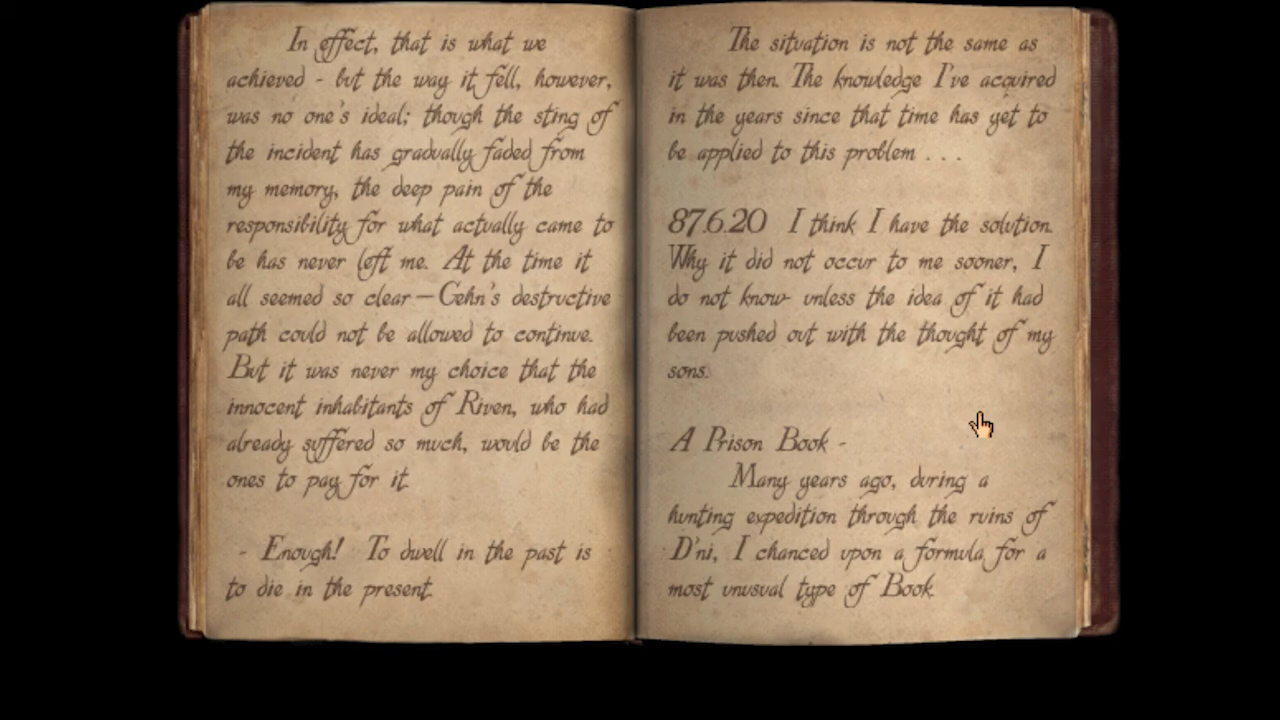 In effect, that is what we
achieved - but the way it fell, however,
was no one's ideal; though the sting of
the incident has gradually faded from
my memory, the deep pain of the
responsibility for what actually came to
be has never left me. At the time it
all seemed so clear — Gehn's destructive
path could not be allowed to continue.
But it was never my choice that the
innocent inhabitants of Riven, who had
already suffered so much, would be the
ones to pay for it.
- Enough! To dwell in the past is
to die in the present.
The situation is not the same as
it was then. The knowledge I've acquired
in the years since that time has yet to
be applied to this problem . . .
87.6.20 I think I have the solution.
Why it did not occur to me sooner, I
do not know- unless the idea of it had
been pushed out with the thought of my
sons.
A Prison Book -
Many years ago, during a
hunting expedition through the ruins of
D'ni, I chanced upon a formula for a
most unusual type of Book.